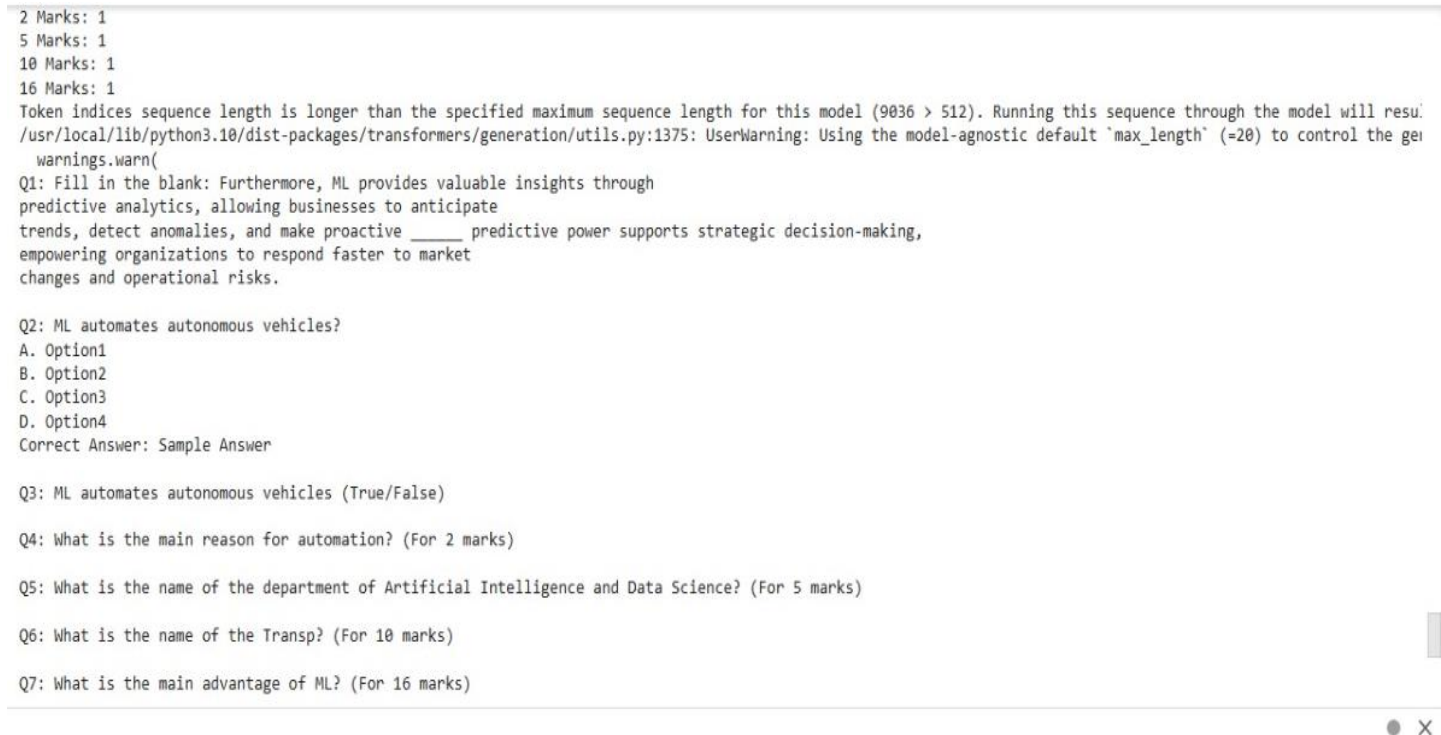 2 Marks: 1
5 Marks: 1
10 Marks: 1
16 Marks: 1
Token indices sequence length is longer than the specified maximum sequence length for this model (9036 > 512). Running this sequence through the model will resu
/usr/local/lib/python3.10/dist-packages/transformers/generation/utils.py:1375: UserWarning: Using the model-agnostic default `max_length` (=20) to control the ge
warnings.warn(
Q1: Fill in the blank: Furthermore, ML provides valuable insights through
predictive analytics, allowing businesses to anticipate
trends, detect anomalies, and make proactive ______ predictive power supports strategic decision-making,
empowering organizations to respond faster to market
changes and operational risks.
Q2: ML automates autonomous vehicles?
A. Option1
B. Option2
C. Option3
D. Option4
Correct Answer: Sample Answer
Q3: ML automates autonomous vehicles (True/False)
Q4: What is the main reason for automation? (For 2 marks)
Q5: What is the name of the department of Artificial Intelligence and Data Science? (For 5 marks)
Q6: What is the name of the Transp? (For 10 marks)
Q7: What is the main advantage of ML? (For 16 marks)